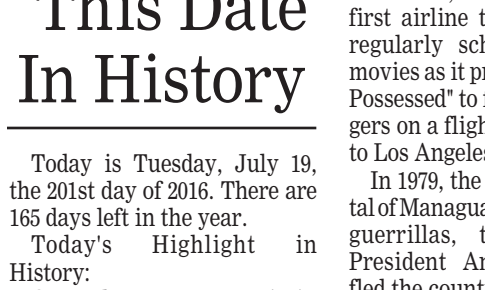 This Date
In History
Today is Tuesday, July 19,
the 201st day of 2016. There are
165 days left in the year.
Today's Highlight in
History:
first airline
regularly
movies as it
Possessed" to
gers on a flight
to Los Angeles
In 1979, the
tal of Managua
guerrillas,
President
fled the